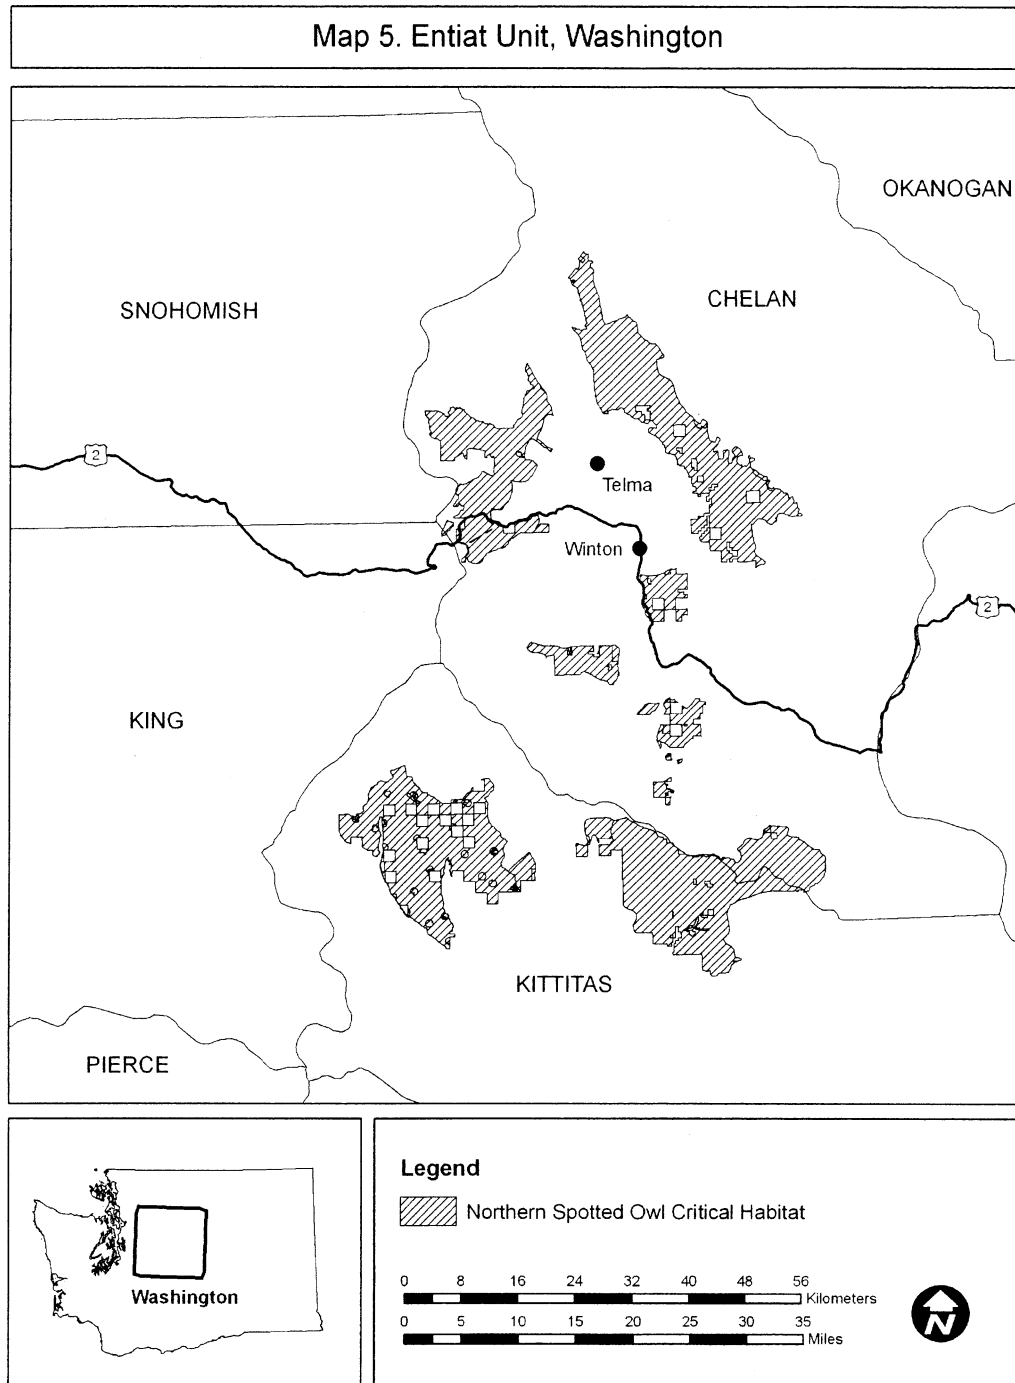 Map 5. Entiat Unit, Washington
OKANOGAN
CHELAN
SNOHOMISH
2
Telma
Winton
2
KING
KITTITAS
PIERCE
Washington
Legend
Northern Spotted Owl Critical Habitat
0 8 16 24 32 40 48 56
Kilometers
0 5 10 15 20 25 30 35
Miles
N